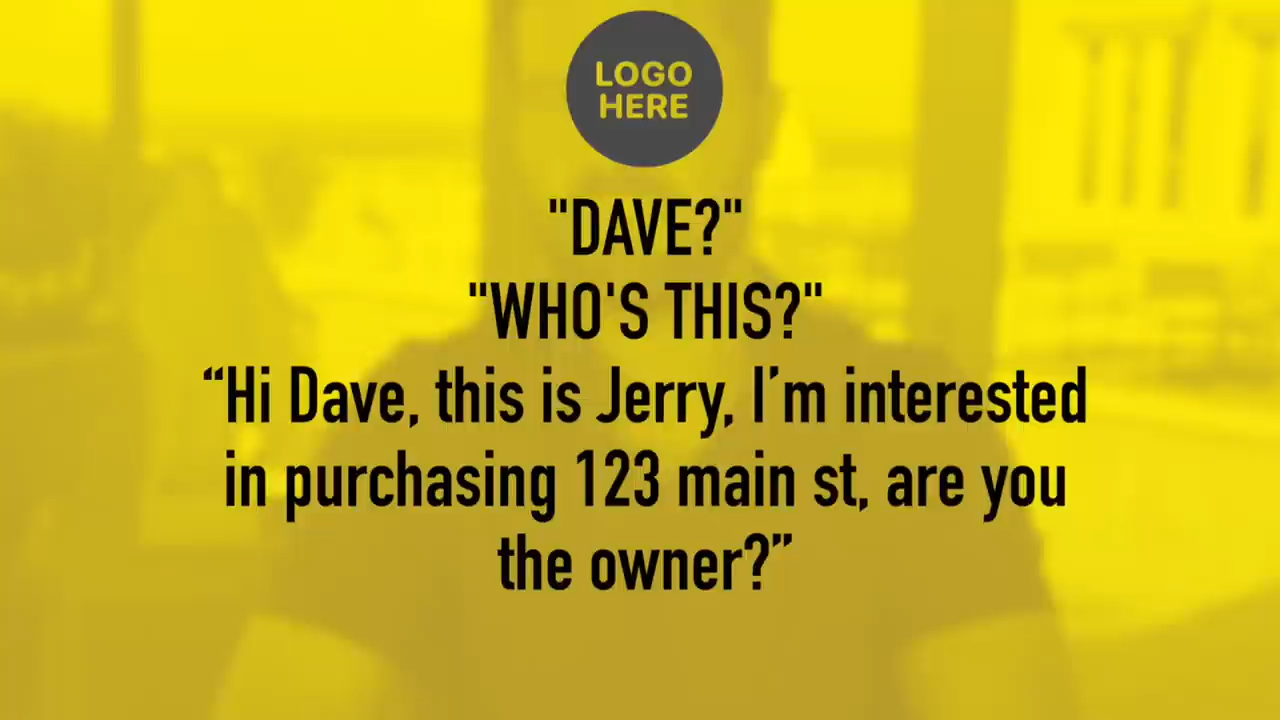 LOGO
HERE
"DAVE?"
"WHO'S THIS?"
“Hi Dave, this is Jerry, I’m interested
in purchasing 123 main st, are you
the owner?”